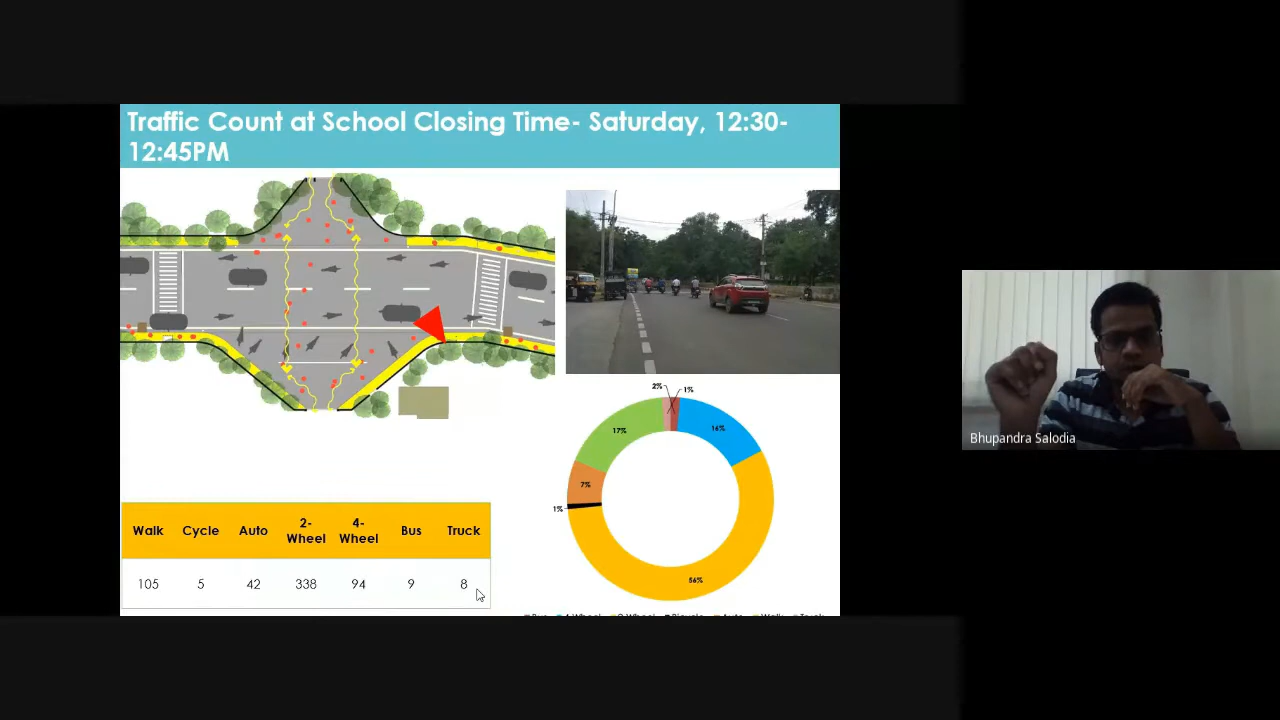 Traffic Count at School Closing Time- Saturday, 12:30-
12:45PM
2%
1%
17%
16%
7%
1%
56%
Walk Cycle Auto 2-Wheel 4-Wheel Bus Truck
105 5 42 338 94 9 8
Bhupandra Salodia